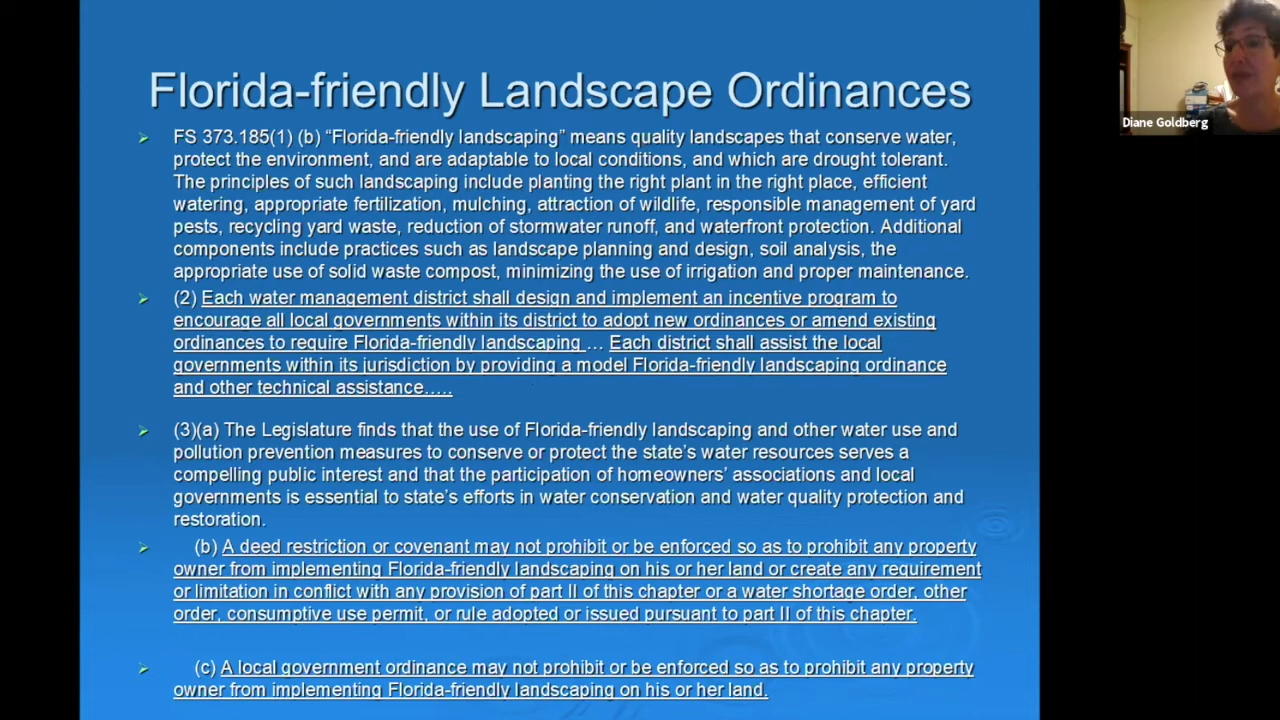 Florida-friendly Landscape Ordinances
FS 373.185(1) (b) “Florida-friendly landscaping” means quality landscapes that conserve water,
protect the environment, and are adaptable to local conditions, and which are drought tolerant.
The principles of such landscaping include planting the right plant in the right place, efficient
watering, appropriate fertilization, mulching, attraction of wildlife, responsible management of yard
pests, recycling yard waste, reduction of stormwater runoff, and waterfront protection. Additional
components include practices such as landscape planning and design, soil analysis, the
appropriate use of solid waste compost, minimizing the use of irrigation and proper maintenance.
(2) Each water management district shall design and implement an incentive program to
encourage all local governments within its district to adopt new ordinances or amend existing
ordinances to require Florida-friendly landscaping … Each district shall assist the local
governments within its jurisdiction by providing a model Florida-friendly landscaping ordinance
and other technical assistance…..
(3)(a) The Legislature finds that the use of Florida-friendly landscaping and other water use and
pollution prevention measures to conserve or protect the state’s water resources serves a
compelling public interest and that the participation of homeowners’ associations and local
governments is essential to state’s efforts in water conservation and water quality protection and
restoration.
(b) A deed restriction or covenant may not prohibit or be enforced so as to prohibit any property
owner from implementing Florida-friendly landscaping on his or her land or create any requirement
or limitation in conflict with any provision of part II of this chapter or a water shortage order, other
order, consumptive use permit, or rule adopted or issued pursuant to part II of this chapter.
(c) A local government ordinance may not prohibit or be enforced so as to prohibit any property
owner from implementing Florida-friendly landscaping on his or her land.
Diane Goldberg